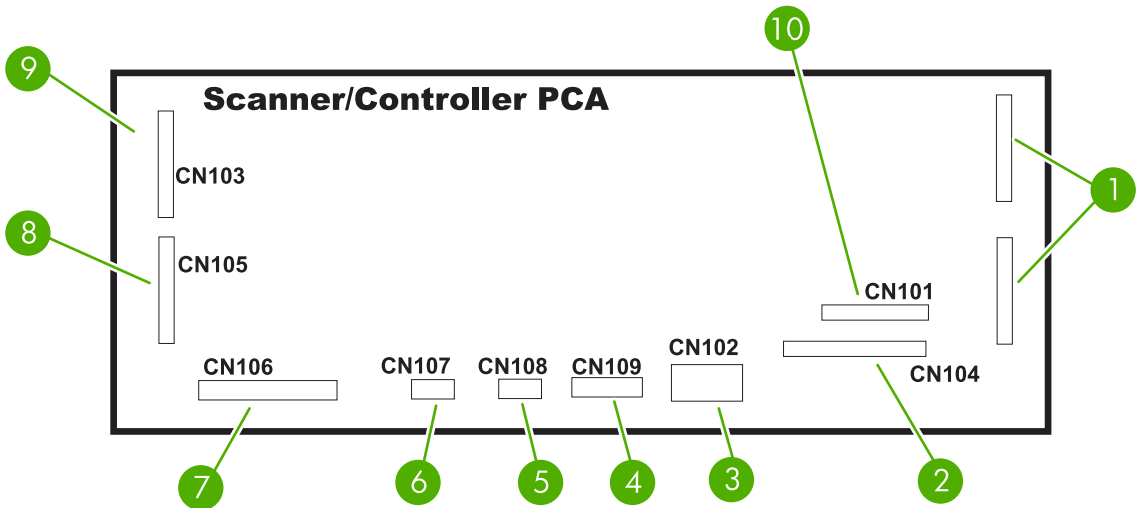 10
9
Scanner/Controller PCA
CN103
1
8
CN105
CN101
CN102
CN106
CN107
CN108
CN109
CN104
7
6
5
4
3
2